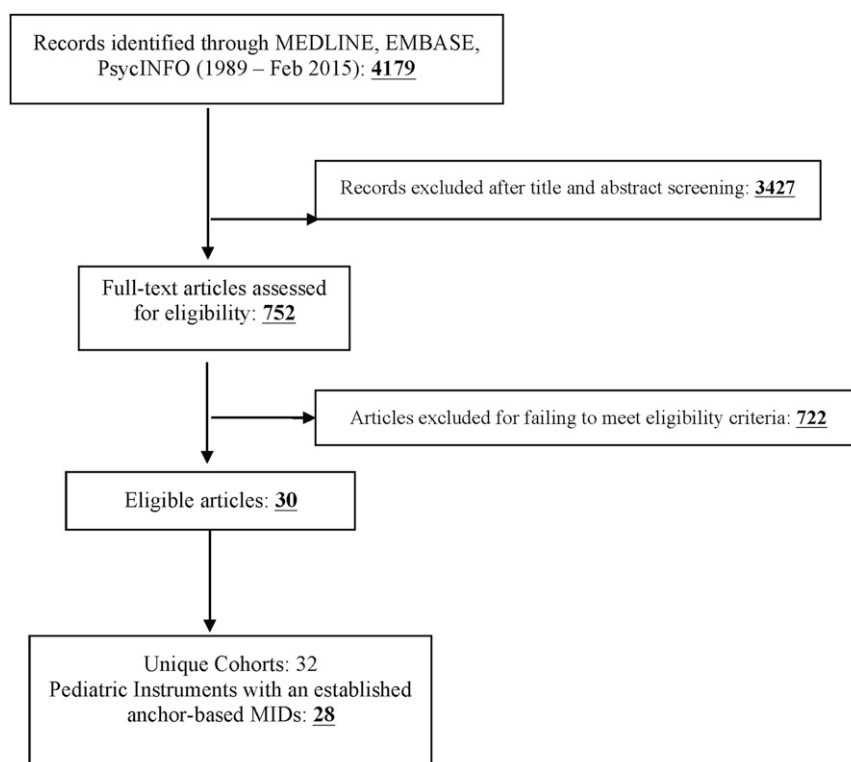 Records identified through MEDLINE, EMBASE,
PsycINFO (1989 – Feb 2015): 4179
Records excluded after title and abstract screening: 3427
Full-text articles assessed
for eligibility: 752
Articles excluded for failing to meet eligibility criteria: 722
Eligible articles: 30
Unique Cohorts: 32
Pediatric Instruments with an established
anchor-based MIDs: 28